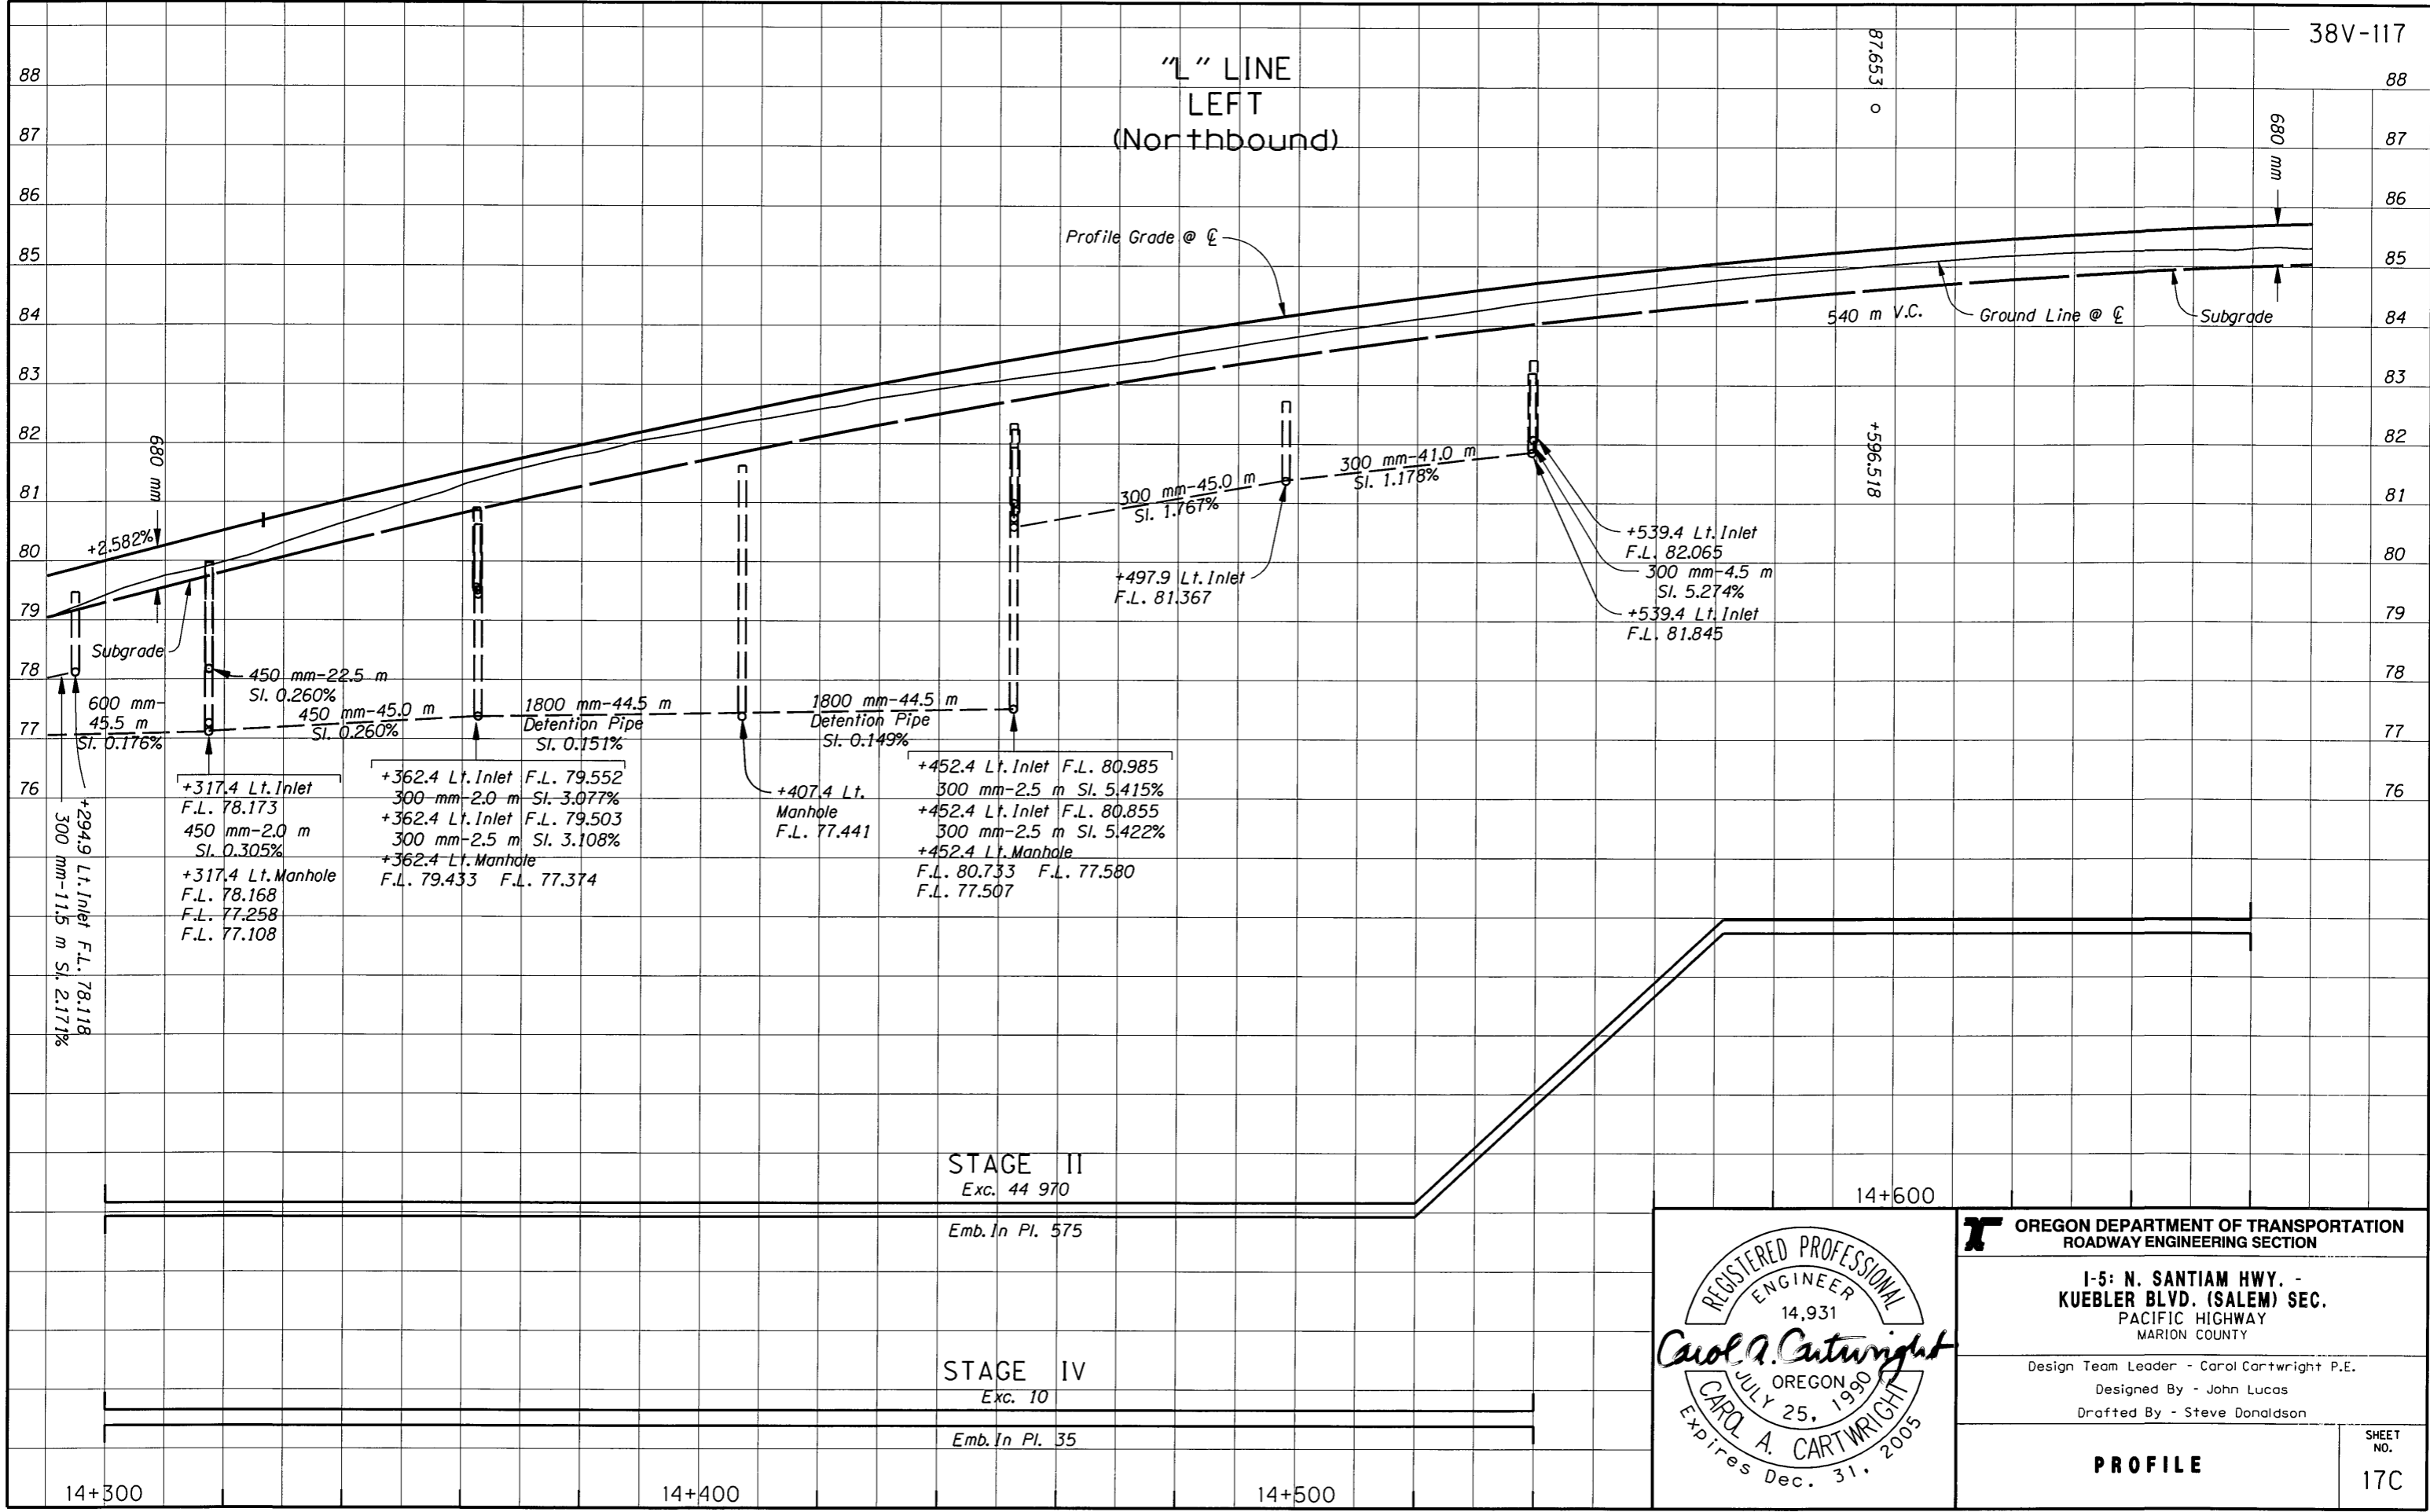 38V-117
"L" LINE
LEFT
(Northbound)
88
87
86
85
84
83
82
81
80
79
78
77
76
88
87
86
85
84
83
82
81
80
79
78
77
76
87.653
+596.518
680 mm
680 mm
Profile Grade @ ℄
540 m V.C.
Ground Line @ ℄
Subgrade
+2.582%
Subgrade
300 mm-45.0 m
Sl. 1.767%
300 mm-41.0 m
Sl. 1.178%
+497.9 Lt. Inlet
F.L. 81.367
+539.4 Lt. Inlet
F.L. 82.065
300 mm-4.5 m
Sl. 5.274%
+539.4 Lt. Inlet
F.L. 81.845
600 mm-
45.5 m
Sl. 0.176%
450 mm-22.5 m
Sl. 0.260%
450 mm-45.0 m
Sl. 0.260%
1800 mm-44.5 m
Detention Pipe
Sl. 0.151%
1800 mm-44.5 m
Detention Pipe
Sl. 0.149%
+294.9 Lt. Inlet F.L. 78.118
300 mm-11.5 m Sl. 2.171%
+317.4 Lt. Inlet
F.L. 78.173
450 mm-2.0 m
Sl. 0.305%
+317.4 Lt. Manhole
F.L. 78.168
F.L. 77.258
F.L. 77.108
+362.4 Lt. Inlet F.L. 79.552
300 mm-2.0 m Sl. 3.077%
+362.4 Lt. Inlet F.L. 79.503
300 mm-2.5 m Sl. 3.108%
+362.4 Lt. Manhole
F.L. 79.433 F.L. 77.374
+407.4 Lt.
Manhole
F.L. 77.441
+452.4 Lt. Inlet F.L. 80.985
300 mm-2.5 m Sl. 5.415%
+452.4 Lt. Inlet F.L. 80.855
300 mm-2.5 m Sl. 5.422%
+452.4 Lt. Manhole
F.L. 80.733 F.L. 77.580
F.L. 77.507
STAGE II
Exc. 44 970
Emb. In Pl. 575
STAGE IV
Exc. 10
Emb. In Pl. 35
14+300
14+400
14+500
14+600
REGISTERED PROFESSIONAL
ENGINEER
14,931
Carol A. Cartwright
OREGON
JULY 25, 1990
CAROL A. CARTWRIGHT
Expires Dec. 31, 2005
OREGON DEPARTMENT OF TRANSPORTATION
ROADWAY ENGINEERING SECTION
I-5: N. SANTIAM HWY. -
KUEBLER BLVD. (SALEM) SEC.
PACIFIC HIGHWAY
MARION COUNTY
Design Team Leader - Carol Cartwright P.E.
Designed By - John Lucas
Drafted By - Steve Donaldson
PROFILE
SHEET
NO.
17C